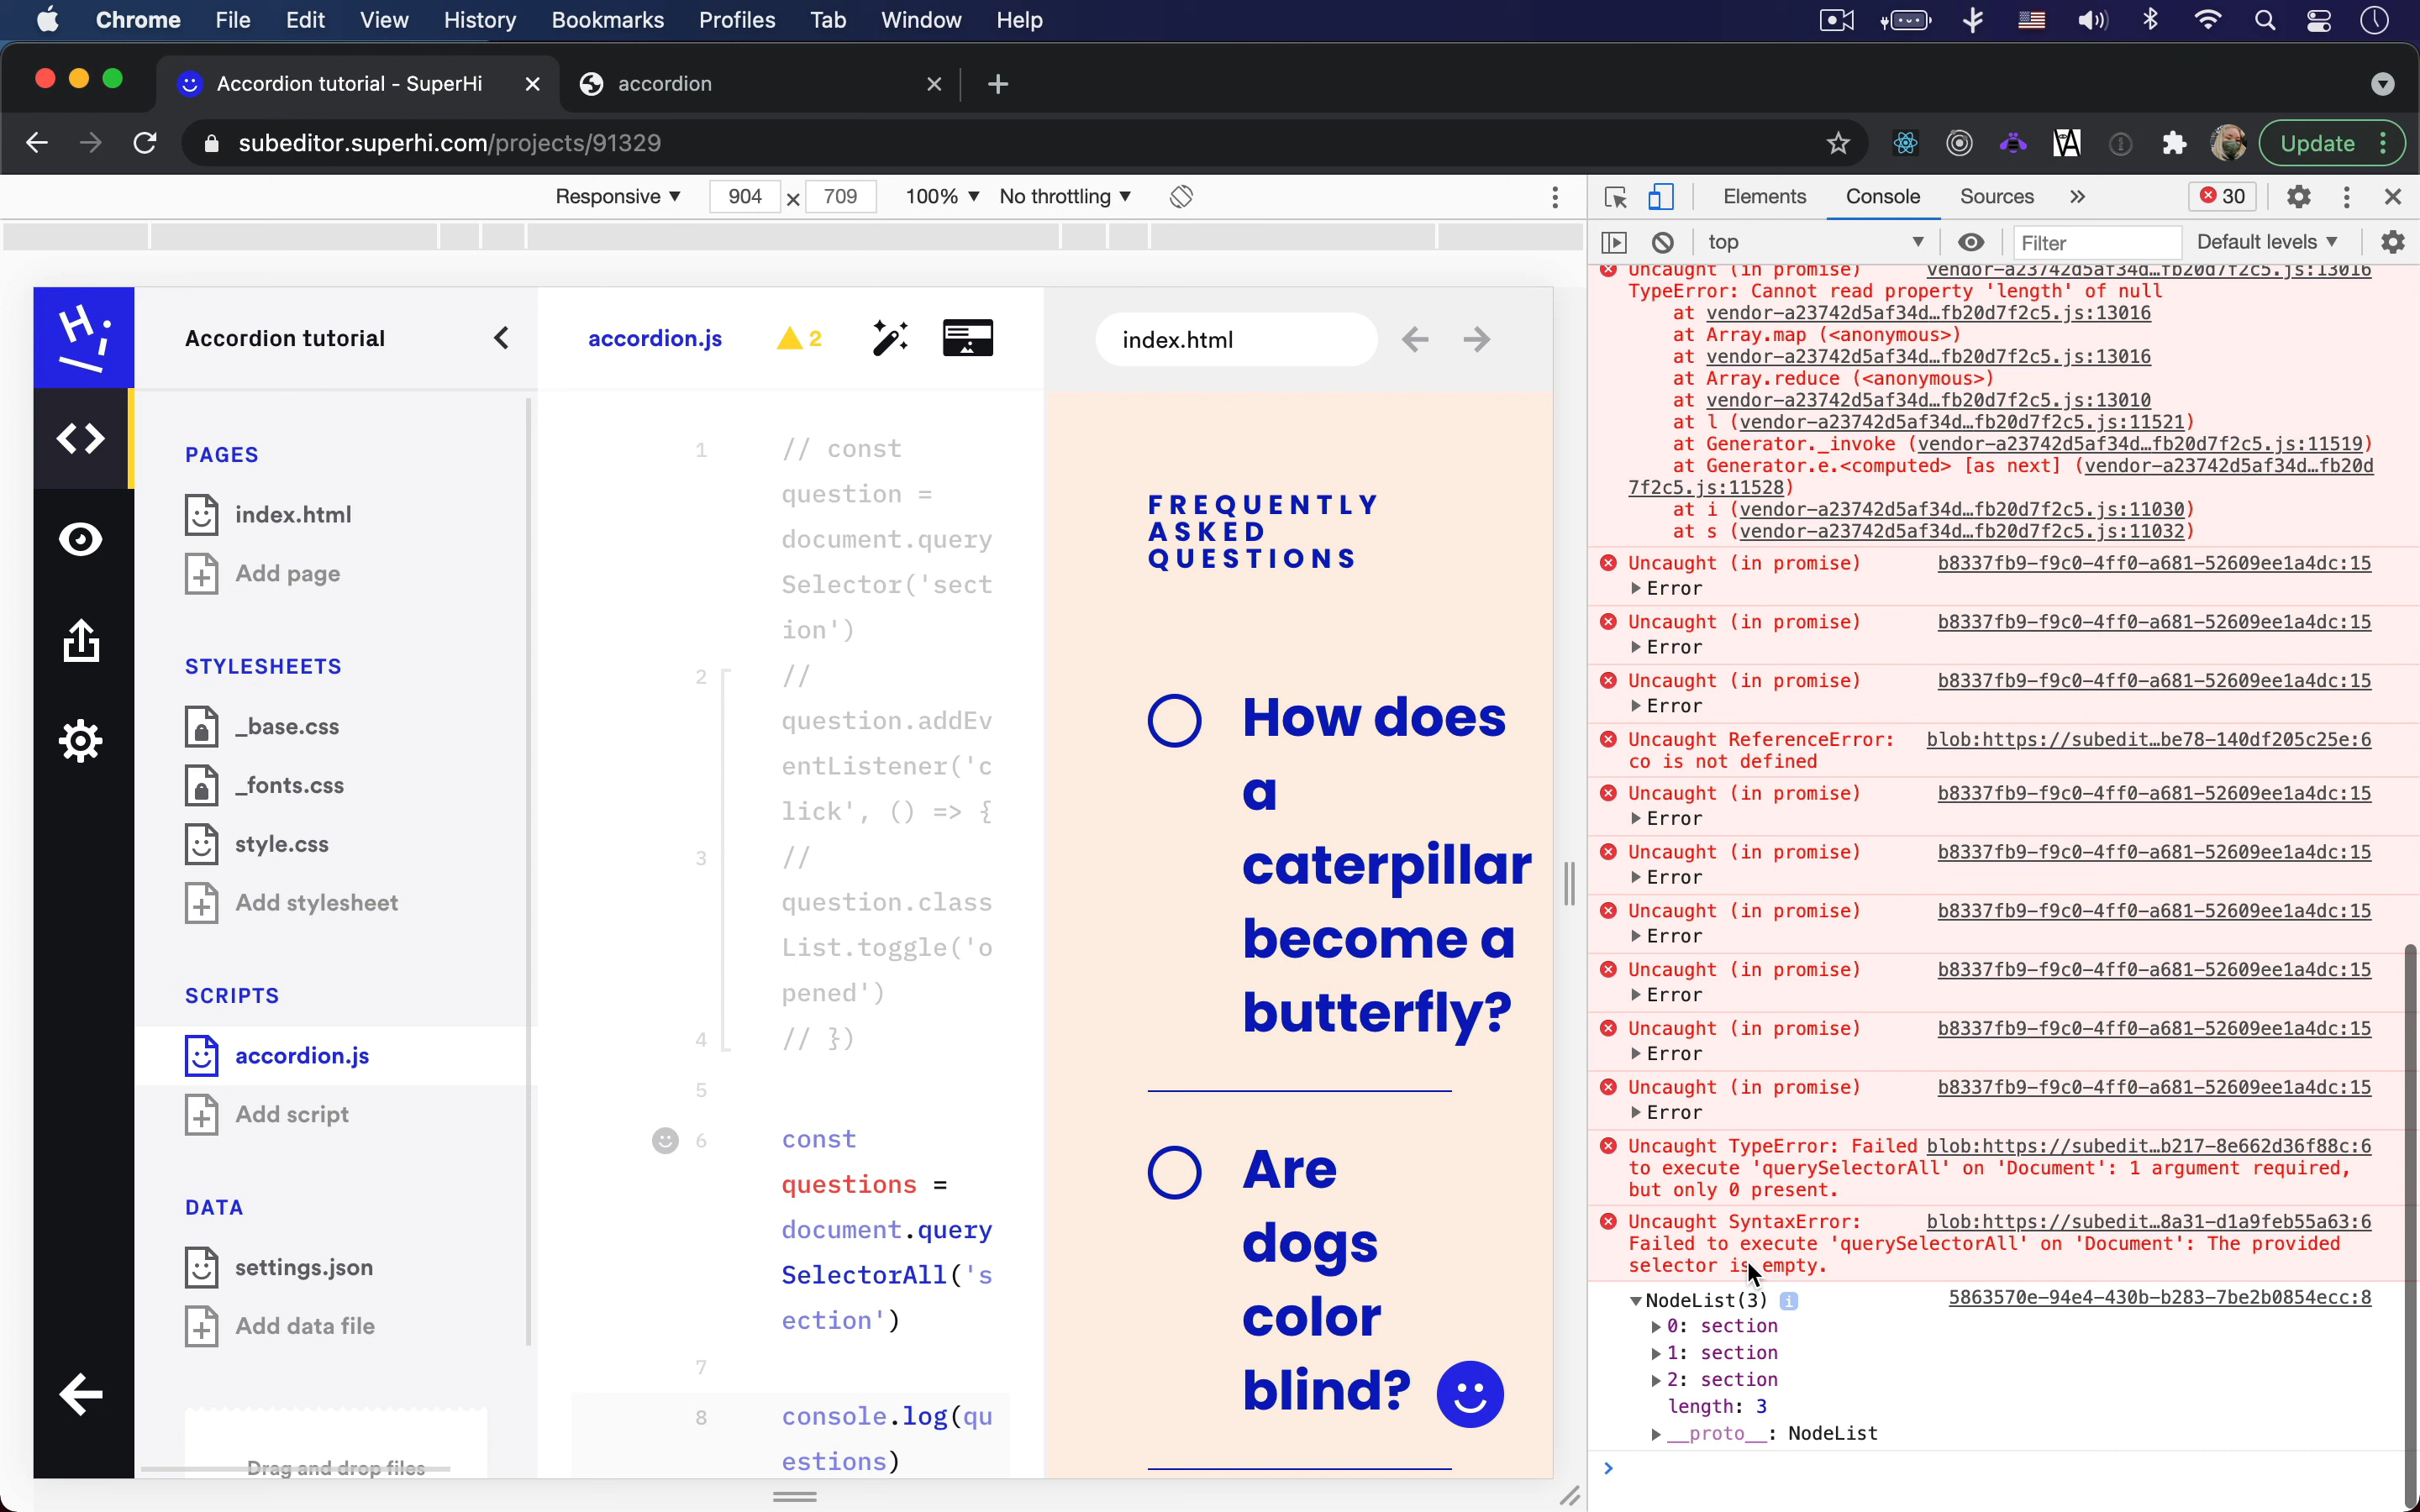 Chrome File Edit View History Bookmarks Profiles Tab Window Help
Accordion tutorial - SuperHi
accordion
subeditor.superhi.com/projects/91329
Update
Responsive 904 × 709 100% No throttling
Elements Console Sources 30
top Filter Default levels
Hi
Accordion tutorial
PAGES
index.html
Add page
STYLESHEETS
_base.css
_fonts.css
style.css
Add stylesheet
SCRIPTS
accordion.js
Add script
DATA
settings.json
Add data file
Drag and drop files
accordion.js 2
1 // const
question =
document.query
Selector('sect
ion')
2 //
question.addEv
entListener('c
lick', () => {
3 //
question.class
List.toggle('o
pened')
4 // })
5
6 const
questions =
document.query
SelectorAll('s
ection')
7
8 console.log(qu
estions)
index.html
FREQUENTLY
ASKED
QUESTIONS
How does
a
caterpillar
become a
butterfly?
Are
dogs
color
blind?
Uncaught (in promise) vendor-a23742d5af34d…fb20d7f2c5.js:13016
TypeError: Cannot read property 'length' of null
at vendor-a23742d5af34d…fb20d7f2c5.js:13016
at Array.map (<anonymous>)
at vendor-a23742d5af34d…fb20d7f2c5.js:13016
at Array.reduce (<anonymous>)
at vendor-a23742d5af34d…fb20d7f2c5.js:13010
at l (vendor-a23742d5af34d…fb20d7f2c5.js:11521)
at Generator._invoke (vendor-a23742d5af34d…fb20d7f2c5.js:11519)
at Generator.e.<computed> [as next] (vendor-a23742d5af34d…fb20d
7f2c5.js:11528)
at i (vendor-a23742d5af34d…fb20d7f2c5.js:11030)
at s (vendor-a23742d5af34d…fb20d7f2c5.js:11032)
Uncaught (in promise) b8337fb9-f9c0-4ff0-a681-52609ee1a4dc:15
Error
Uncaught (in promise) b8337fb9-f9c0-4ff0-a681-52609ee1a4dc:15
Error
Uncaught (in promise) b8337fb9-f9c0-4ff0-a681-52609ee1a4dc:15
Error
Uncaught ReferenceError: blob:https://subedit…be78-140df205c25e:6
co is not defined
Uncaught (in promise) b8337fb9-f9c0-4ff0-a681-52609ee1a4dc:15
Error
Uncaught (in promise) b8337fb9-f9c0-4ff0-a681-52609ee1a4dc:15
Error
Uncaught (in promise) b8337fb9-f9c0-4ff0-a681-52609ee1a4dc:15
Error
Uncaught (in promise) b8337fb9-f9c0-4ff0-a681-52609ee1a4dc:15
Error
Uncaught (in promise) b8337fb9-f9c0-4ff0-a681-52609ee1a4dc:15
Error
Uncaught (in promise) b8337fb9-f9c0-4ff0-a681-52609ee1a4dc:15
Error
Uncaught TypeError: Failed blob:https://subedit…b217-8e662d36f88c:6
to execute 'querySelectorAll' on 'Document': 1 argument required,
but only 0 present.
Uncaught SyntaxError: blob:https://subedit…8a31-d1a9feb55a63:6
Failed to execute 'querySelectorAll' on 'Document': The provided
selector is empty.
NodeList(3) i 5863570e-94e4-430b-b283-7be2b0854ecc:8
0: section
1: section
2: section
length: 3
__proto__: NodeList